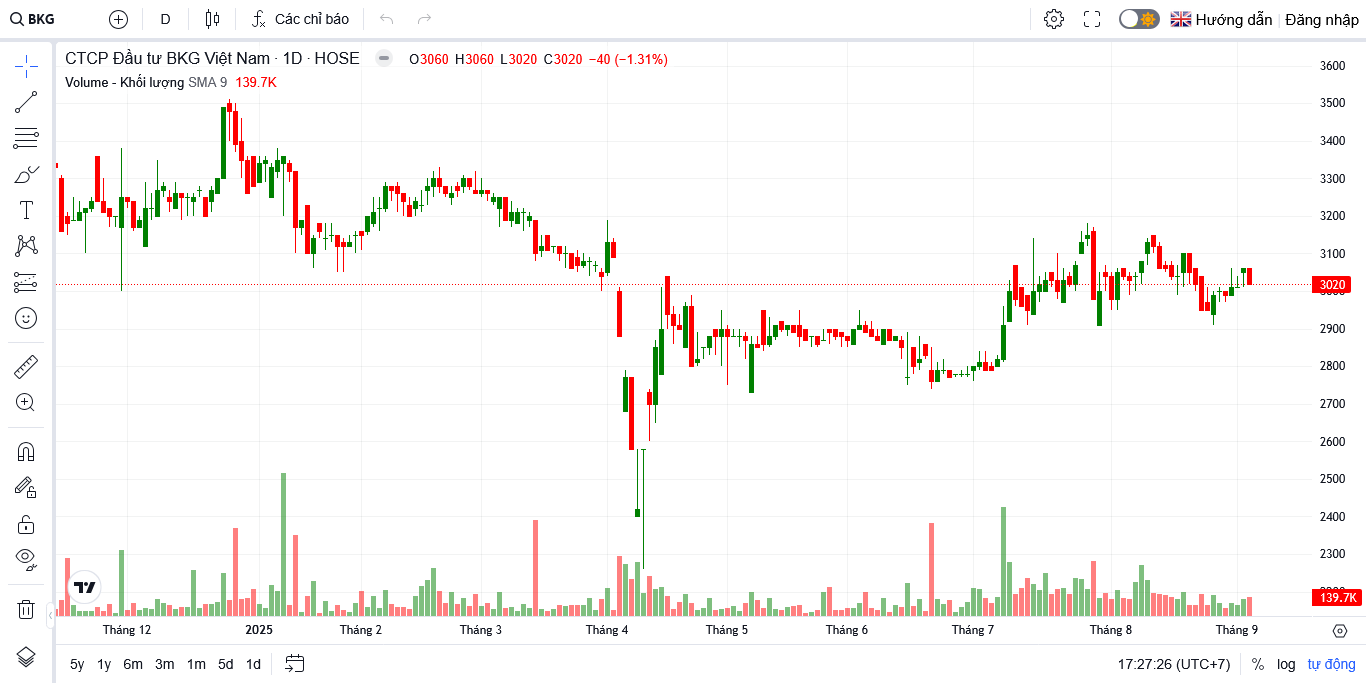 BKG D Các chỉ báo Hướng dẫn Đăng nhập
CTCP Đầu tư BKG Việt Nam · 1D · HOSE O3060 H3060 L3020 C3020 −40 (−1.31%)
Volume - Khối lượng SMA 9 139.7K
3600
3500
3400
3300
3200
3100
3020
3000
2900
2800
2700
2600
2500
2400
2300
139.7K
Tháng 12 2025 Tháng 2 Tháng 3 Tháng 4 Tháng 5 Tháng 6 Tháng 7 Tháng 8 Tháng 9
5y 1y 6m 3m 1m 5d 1d 17:27:26 (UTC+7) % log tự động